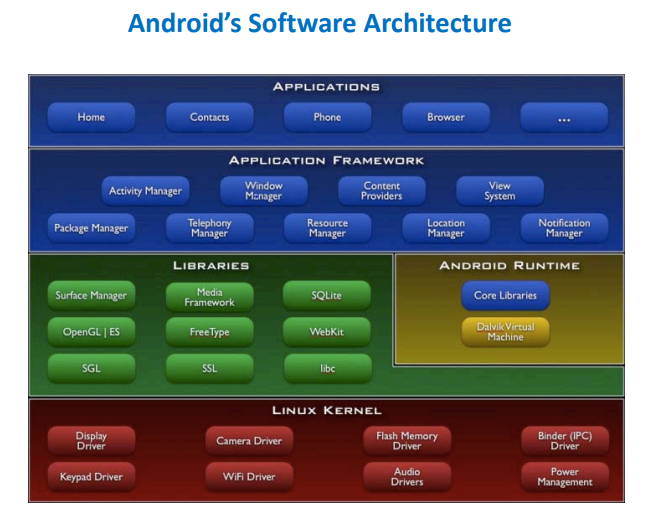 Android's Software Architecture
APPLICATIONS
Home
Contacts
Phone
Browser
...
APPLICATION FRAMEWORK
Activity Manager
Window
Manager
Content
Providers
View
System
Package Manager
Telephony
Manager
Resource
Manager
Location
Manager
Notification
Manager
LIBRARIES
Surface Manager
Media
Framework
SQLite
OpenGL | ES
FreeType
WebKit
SGL
SSL
libc
ANDROID RUNTIME
Core Libraries
Dalvik Virtual
Machine
LINUX KERNEL
Display
Driver
Camera Driver
Flash Memory
Driver
Binder (IPC)
Driver
Keypad Driver
WiFi Driver
Audio
Drivers
Power
Management